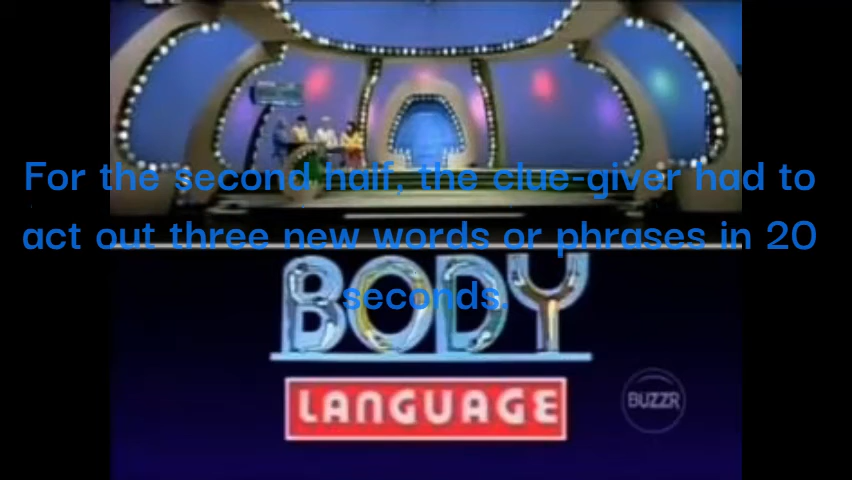 For the second half, the clue-giver had to
act out three new words or phrases in 20
seconds.
BODY
LANGUAGE
BUZZR